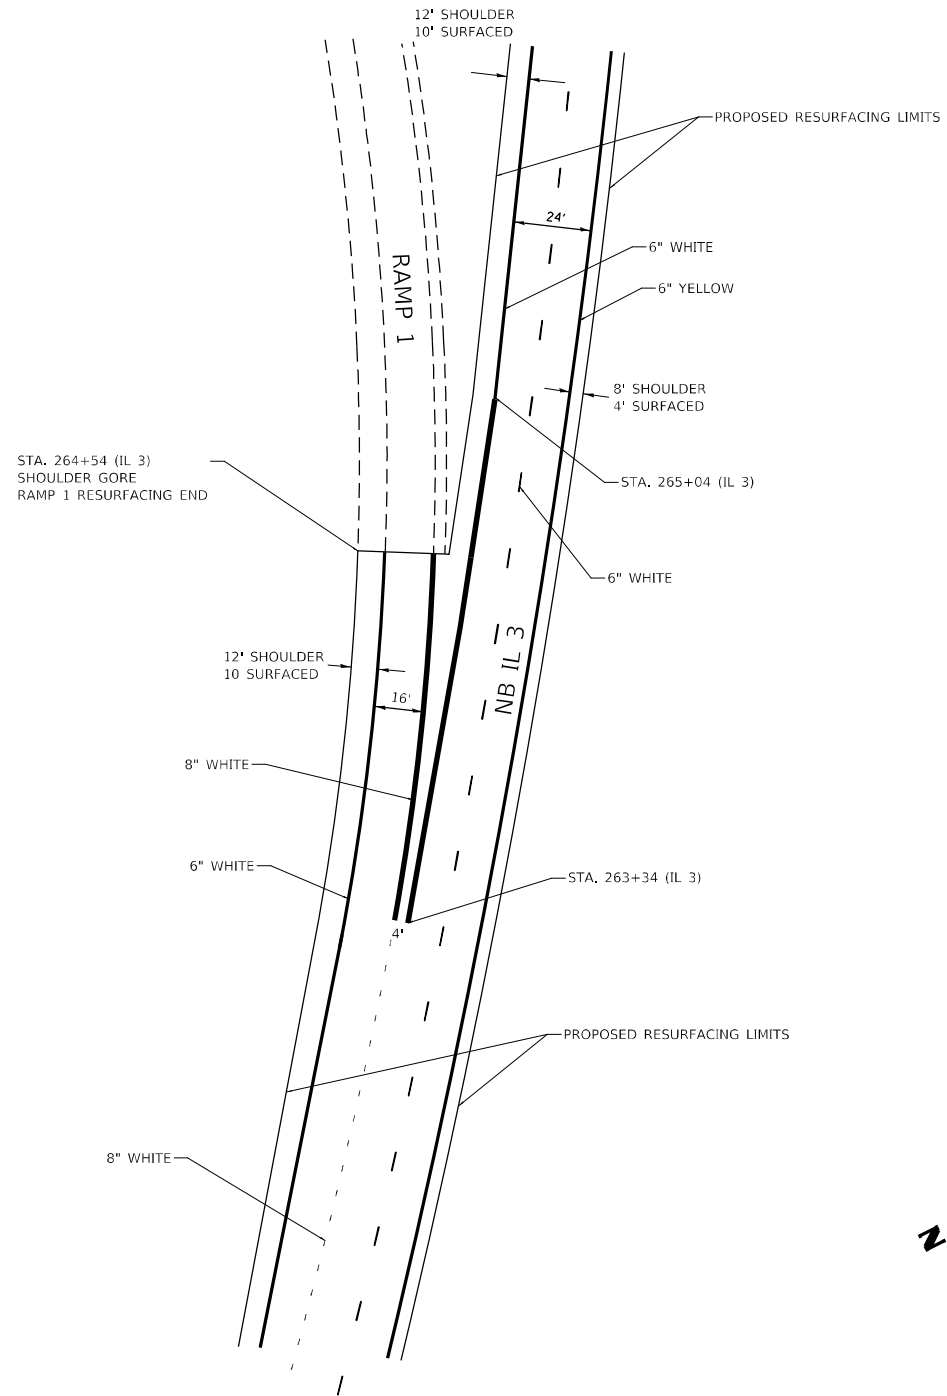 12' SHOULDER
10' SURFACED
PROPOSED RESURFACING LIMITS
24'
6" WHITE
RAMP 1
6" YELLOW
8' SHOULDER
4' SURFACED
STA. 264+54 (IL 3)
SHOULDER GORE
RAMP 1 RESURFACING END
STA. 265+04 (IL 3)
6" WHITE
NB IL 3
12' SHOULDER
10 SURFACED
16'
8" WHITE
6" WHITE
STA. 263+34 (IL 3)
4'
PROPOSED RESURFACING LIMITS
8" WHITE
N